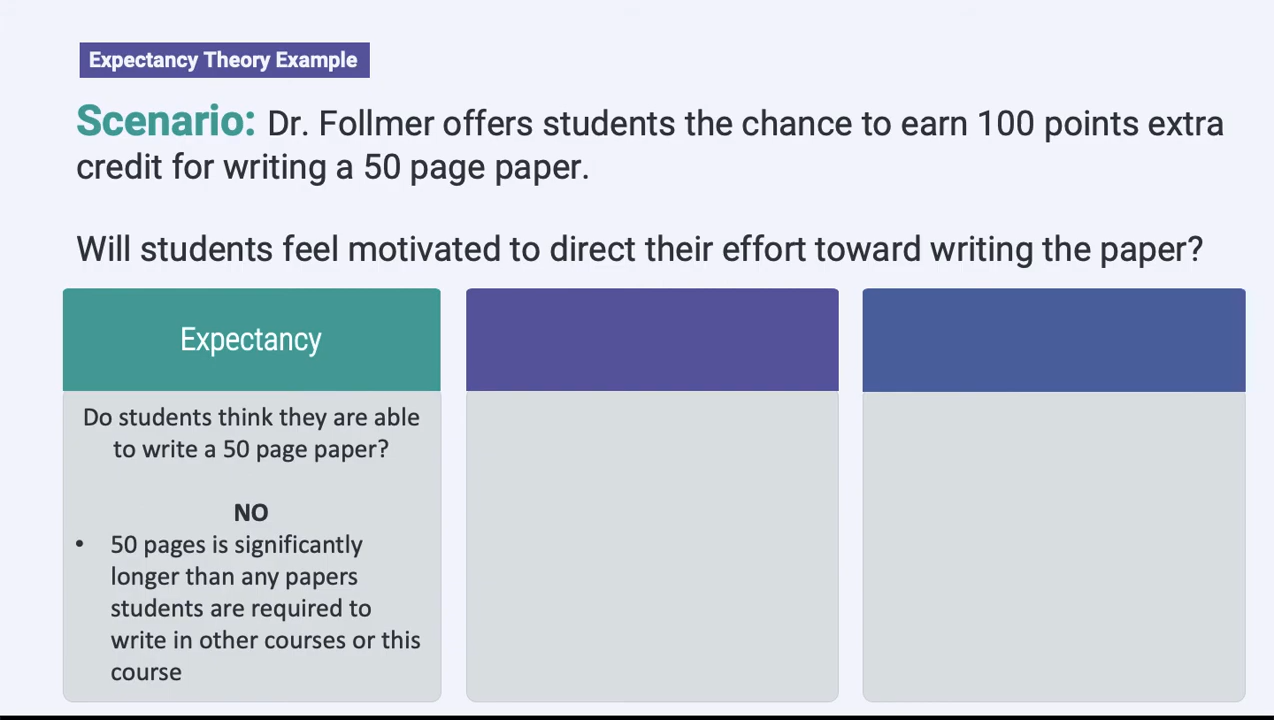 Expectancy Theory Example
Scenario: Dr. Follmer offers students the chance to earn 100 points extra
credit for writing a 50 page paper.
Will students feel motivated to direct their effort toward writing the paper?
Expectancy
Do students think they are able
to write a 50 page paper?
NO
• 50 pages is significantly
longer than any papers
students are required to
write in other courses or this
course